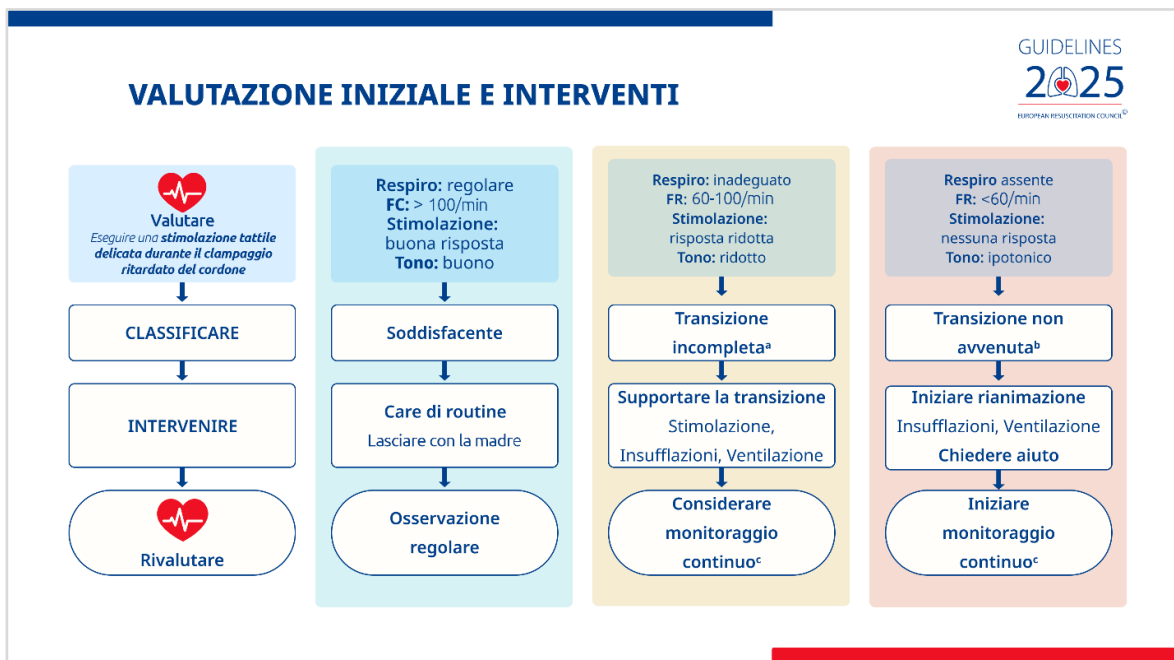 GUIDELINES
2025
EUROPEAN RESUSCITATION COUNCIL©
VALUTAZIONE INIZIALE E INTERVENTI
Valutare
Eseguire una stimolazione tattile
delicata durante il clampaggio
ritardato del cordone
CLASSIFICARE
INTERVENIRE
Rivalutare
Respiro: regolare
FC: > 100/min
Stimolazione:
buona risposta
Tono: buono
Soddisfacente
Care di routine
Lasciare con la madre
Osservazione
regolare
Respiro: inadeguato
FR: 60-100/min
Stimolazione:
risposta ridotta
Tono: ridotto
Transizione
incompletaᵃ
Supportare la transizione
Stimolazione,
Insufflazioni, Ventilazione
Considerare
monitoraggio
continuoᶜ
Respiro assente
FR: <60/min
Stimolazione:
nessuna risposta
Tono: ipotonico
Transizione non
avvenutaᵇ
Iniziare rianimazione
Insufflazioni, Ventilazione
Chiedere aiuto
Iniziare
monitoraggio
continuoᶜ